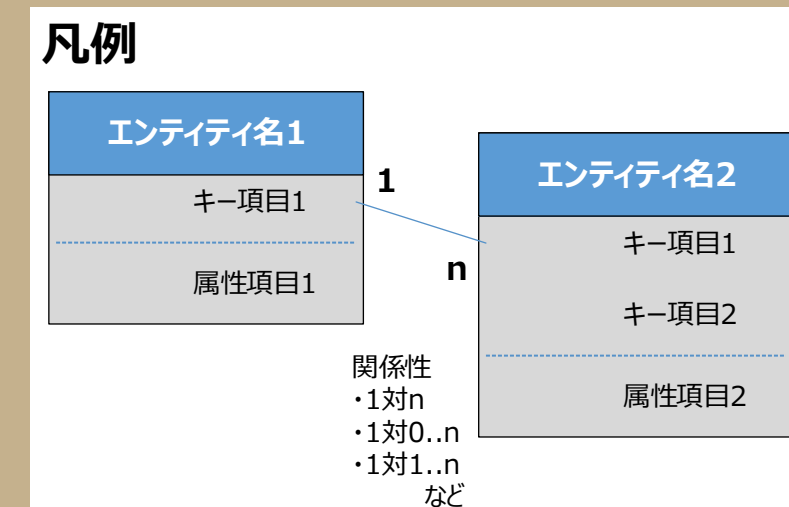 凡例
エンティティ名1
キー項目1
属性項目1
1
n
エンティティ名2
キー項目1
キー項目2
属性項目2
関係性
・1対n
・1対0..n
・1対1..n
など